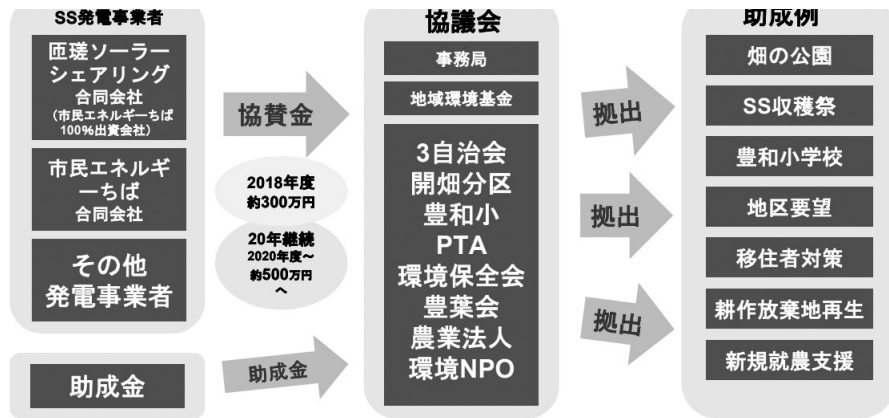 SS発電事業者
匝瑳ソーラー
シェアリング
合同会社
（市民エネルギーちば
100%出資会社）
市民エネルギ
ーちば
合同会社
その他
発電事業者
助成金
協賛金
2018年度
約300万円
20年継続
2020年度～
約500万円
へ
助成金
協議会
事務局
地域環境基金
3自治会
開畑分区
豊和小
PTA
環境保全会
豊葉会
農業法人
環境NPO
拠出
拠出
拠出
助成例
畑の公園
SS収穫祭
豊和小学校
地区要望
移住者対策
耕作放棄地再生
新規就農支援